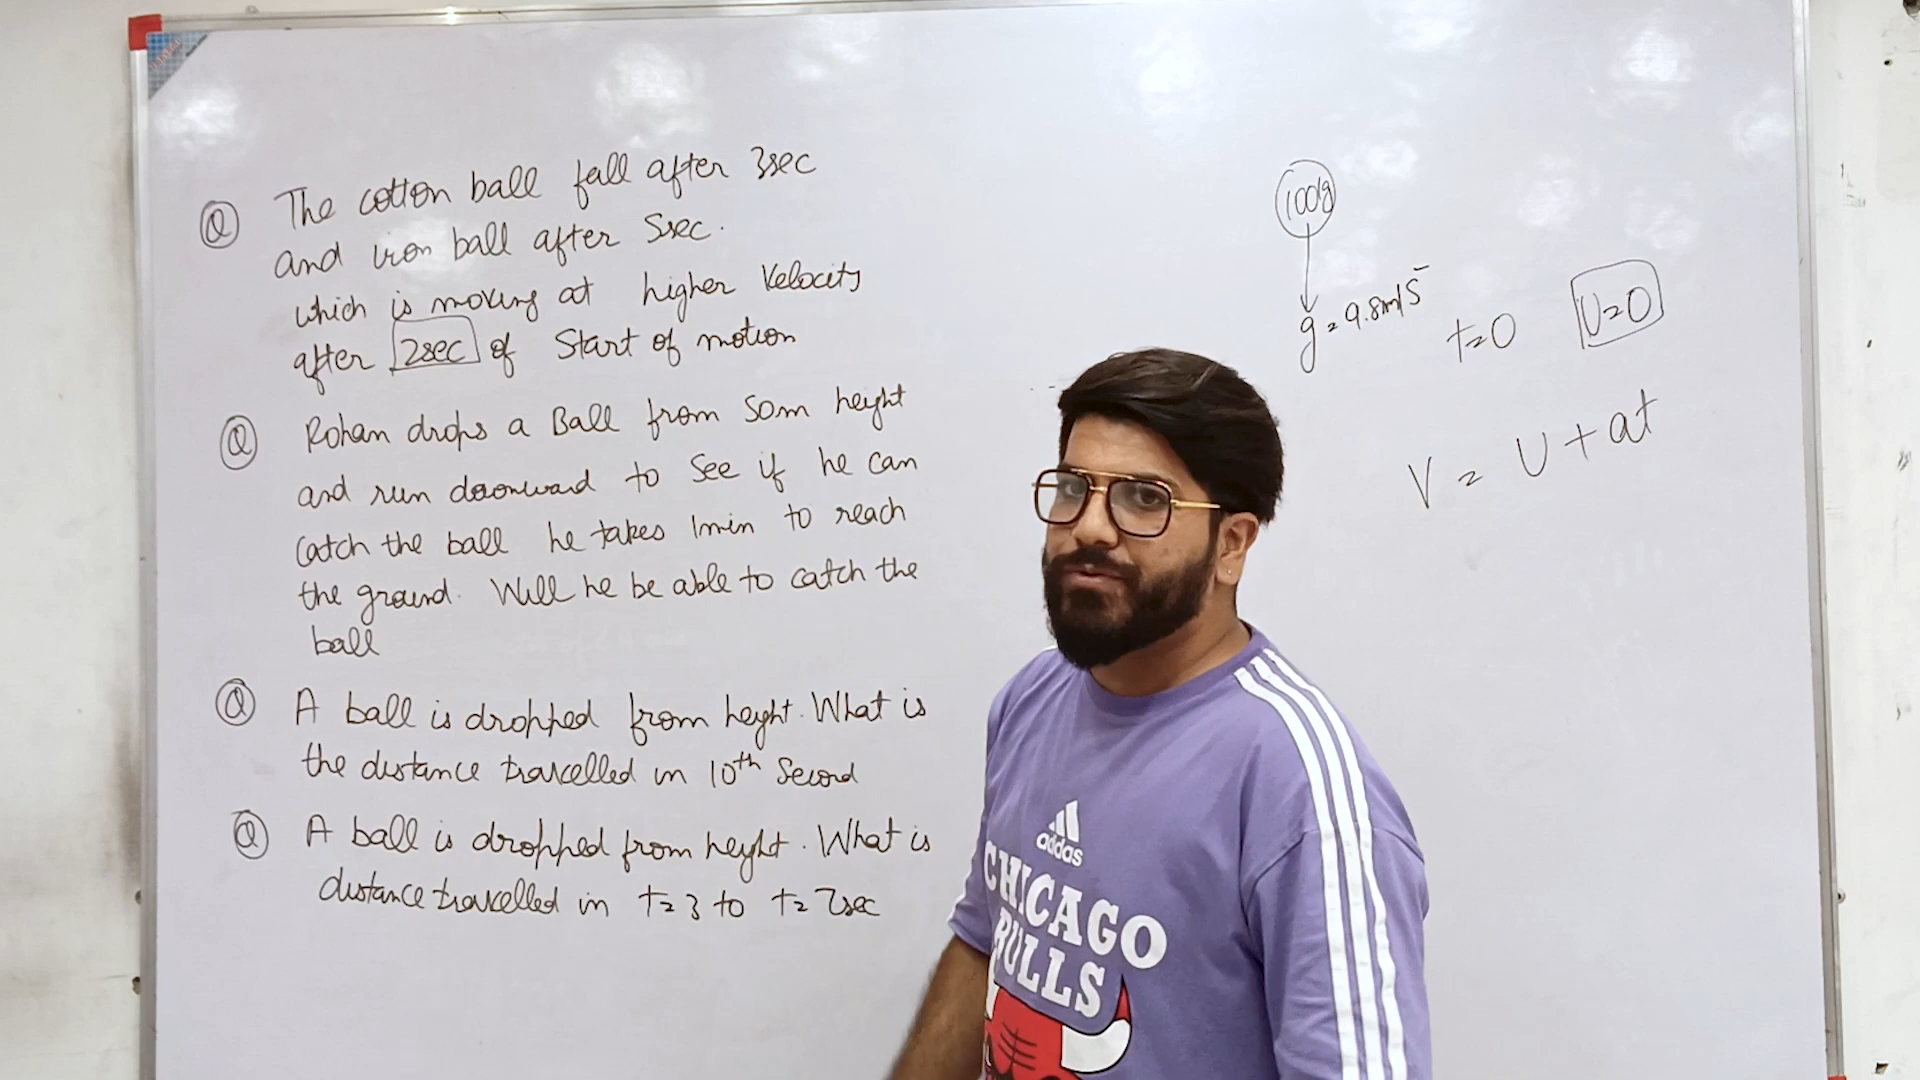 Q The cotton ball fall after 3sec
and iron ball after 5sec.
which is moving at higher Velocity
after 2sec of Start of motion
Q Rohan drops a Ball from 50m height
and run downward to See if he can
Catch the ball he takes 1min to reach
the ground. Will he be able to catch the
ball
Q A ball is dropped from height. What is
the distance travelled in 10th Second
Q A ball is dropped from height. What is
distance travelled in t=3 to t=7sec
g = 9.8m/s
t=0 U=0
V = U + at
adidas
CHICAGO
BULLS